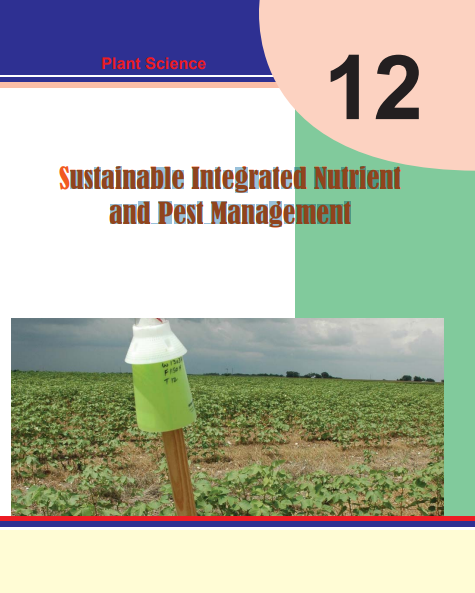 Plant Science
12
Sustainable Integrated Nutrient
and Pest Management